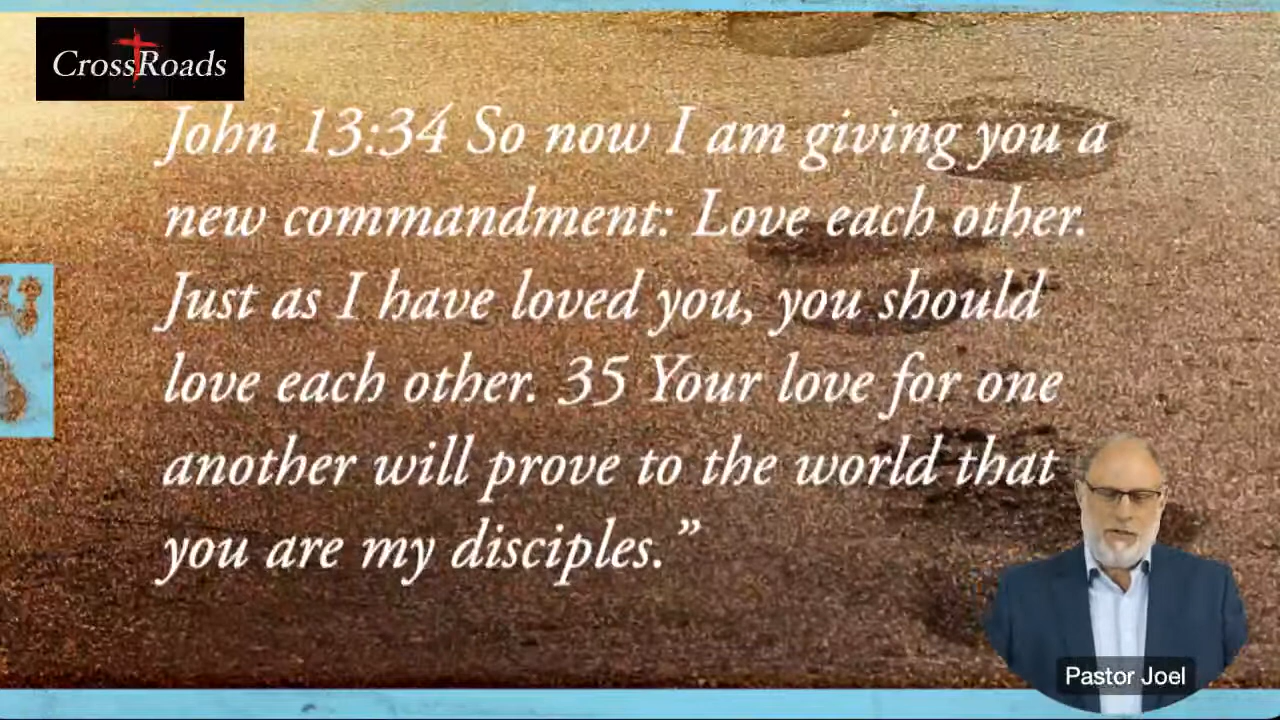 CrossRoads
John 13:34 So now I am giving you a
new commandment: Love each other.
Just as I have loved you, you should
love each other. 35 Your love for one
another will prove to the world that
you are my disciples.”
Pastor Joel